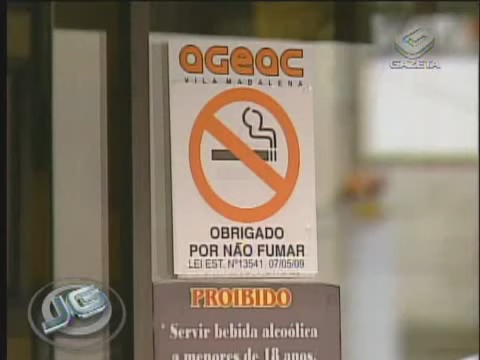 AGEAC
VILA MADALENA
GAZETA
OBRIGADO
POR NÃO FUMAR
LEI EST. Nº13541 07/05/09
PROIBIDO
* Servir bebida alcoólica
a menores de 18 anos.
JG